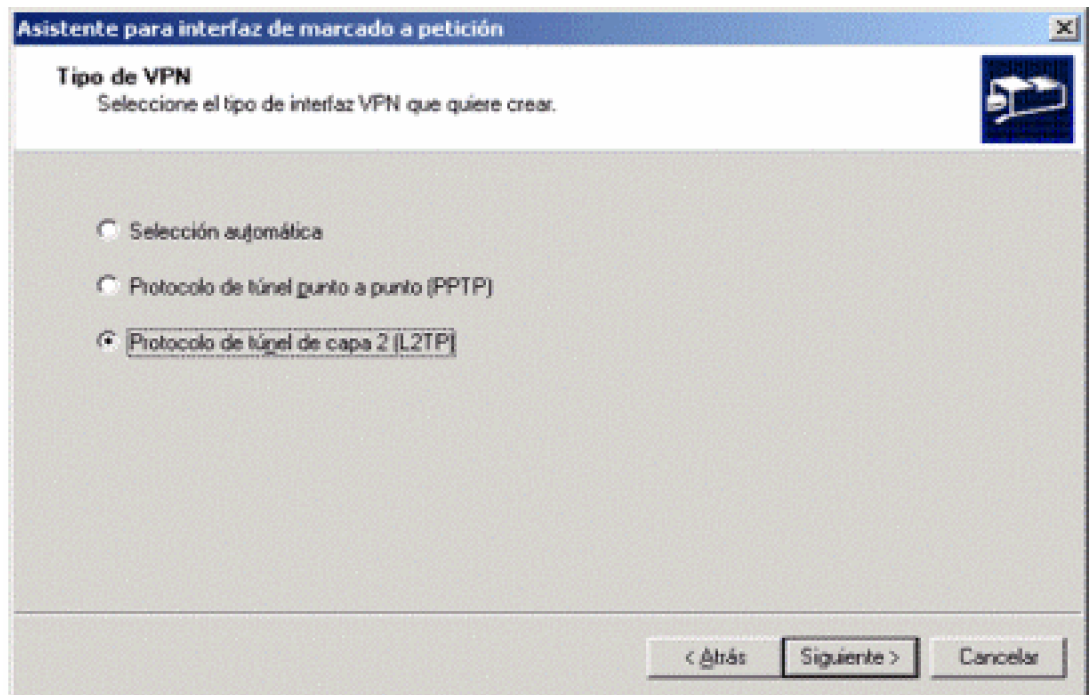 Asistente para interfaz de marcado a petición
Tipo de VPN
Seleccione el tipo de interfaz VPN que quiere crear.
Selección automática
Protocolo de túnel punto a punto (PPTP)
Protocolo de túnel de capa 2 (L2TP)
< Atrás Siguiente > Cancelar